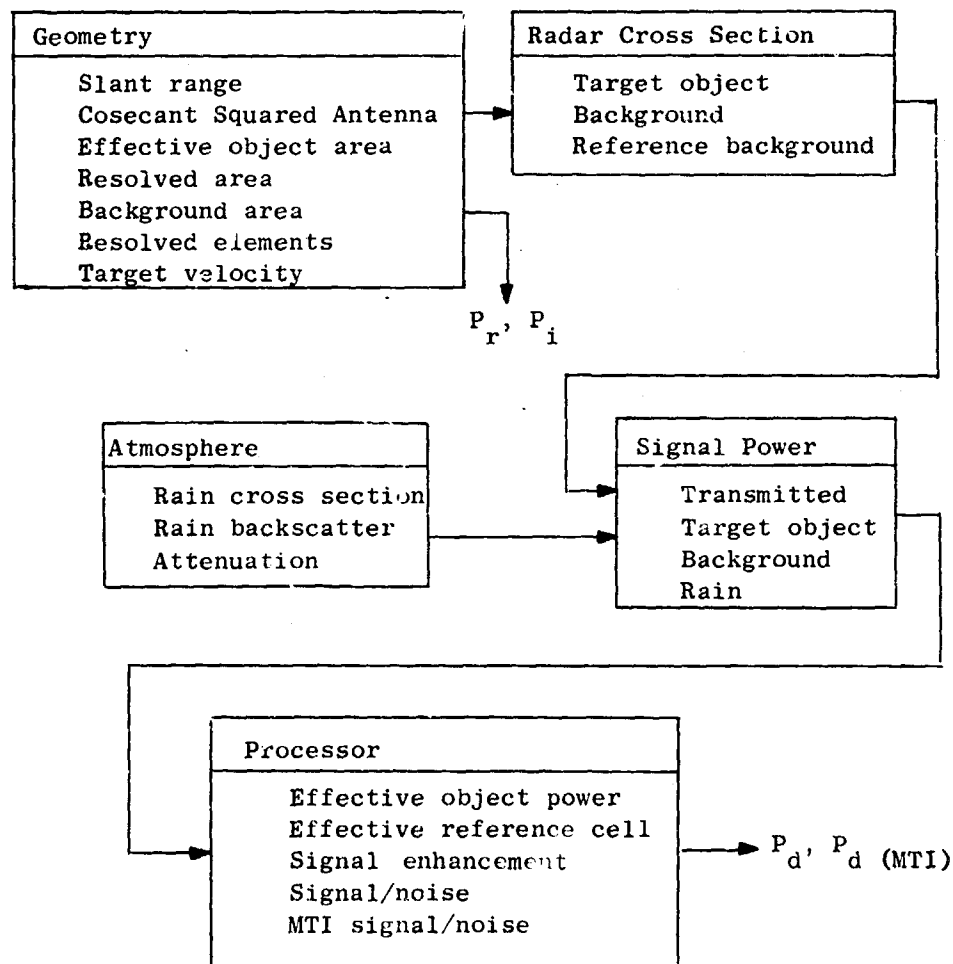 Geometry
Slant range
Cosecant Squared Antenna
Effective object area
Resolved area
Background area
Resolved elements
Target velocity
Radar Cross Section
Target object
Background
Reference background
P_r, P_i
Atmosphere
Rain cross section
Rain backscatter
Attenuation
Signal Power
Transmitted
Target object
Background
Rain
Processor
Effective object power
Effective reference cell
Signal enhancement
Signal/noise
MTI signal/noise
P_d, P_d (MTI)